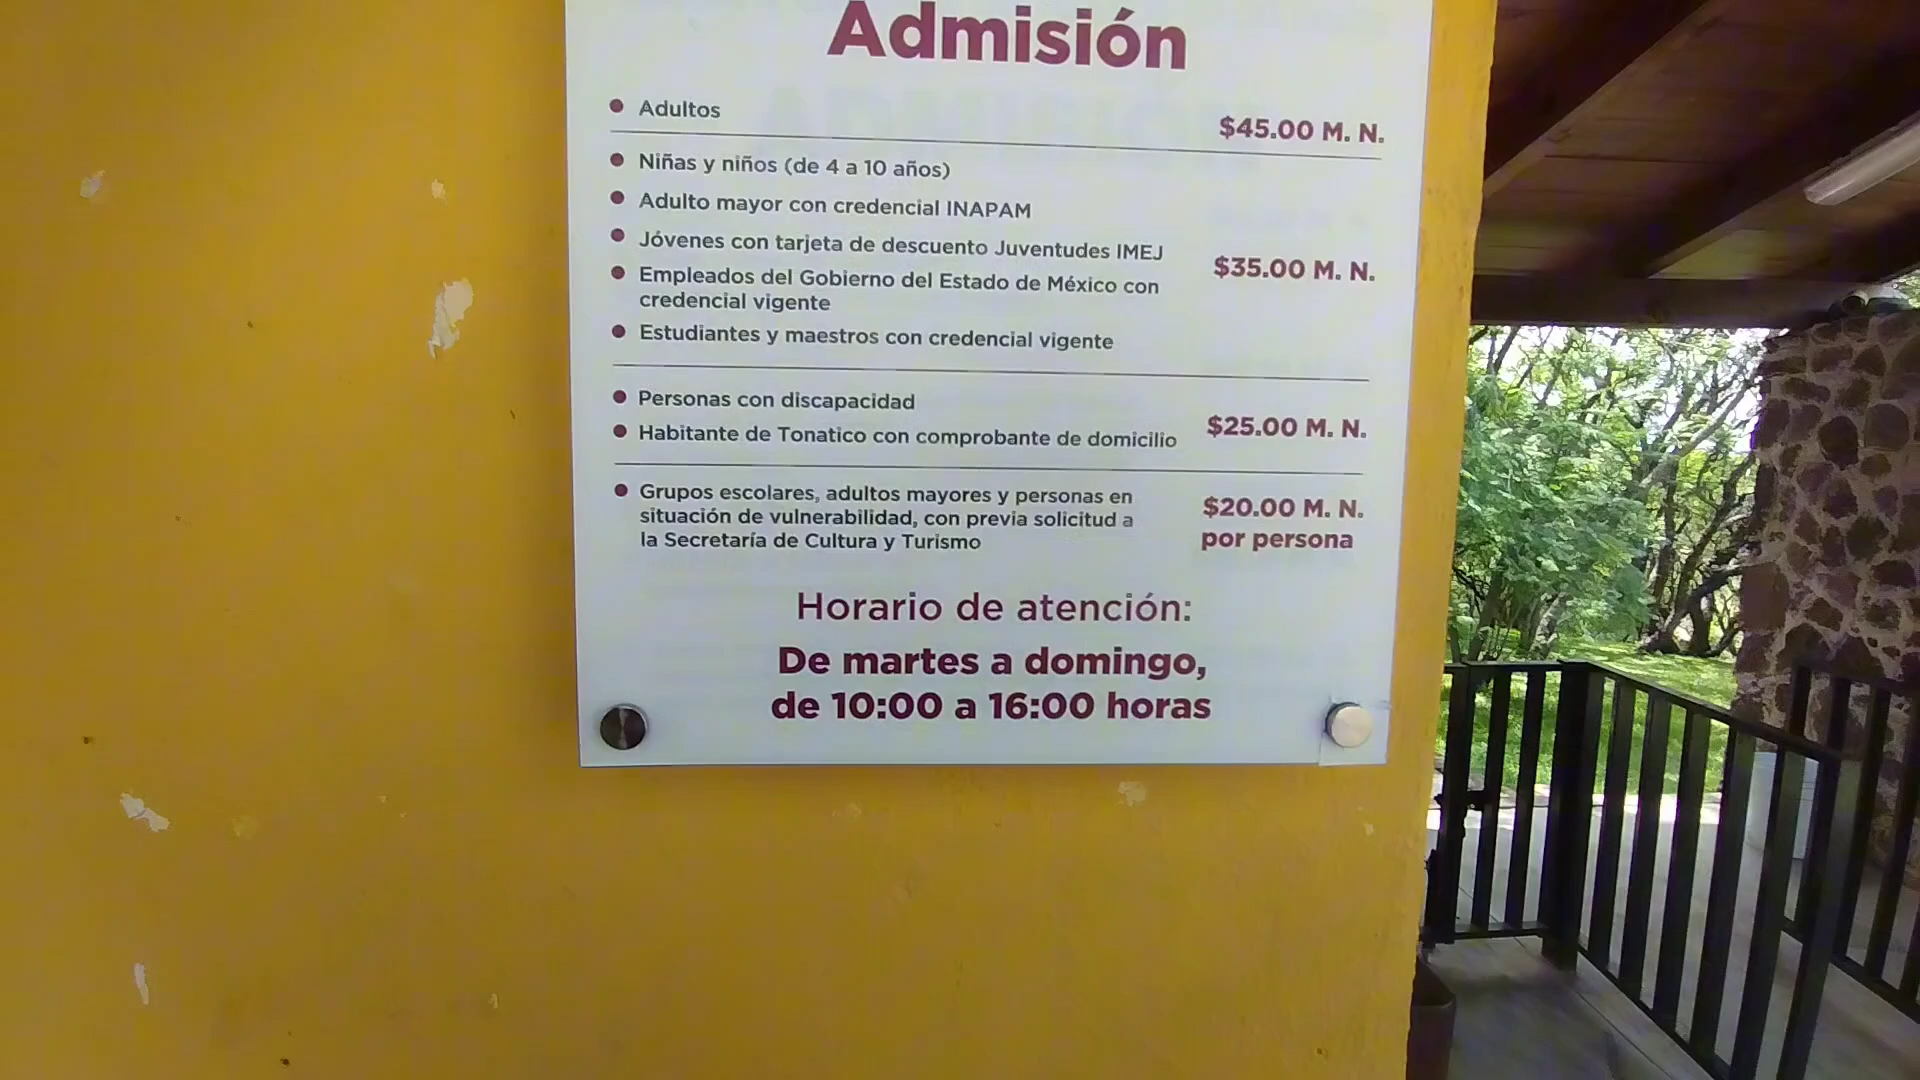 Admisión
• Adultos
$45.00 M. N.
• Niñas y niños (de 4 a 10 años)
• Adulto mayor con credencial INAPAM
• Jóvenes con tarjeta de descuento Juventudes IMEJ
• Empleados del Gobierno del Estado de México con
credencial vigente
• Estudiantes y maestros con credencial vigente
$35.00 M. N.
• Personas con discapacidad
• Habitante de Tonatico con comprobante de domicilio
$25.00 M. N.
• Grupos escolares, adultos mayores y personas en
situación de vulnerabilidad, con previa solicitud a
la Secretaría de Cultura y Turismo
$20.00 M. N.
por persona
Horario de atención:
De martes a domingo,
de 10:00 a 16:00 horas